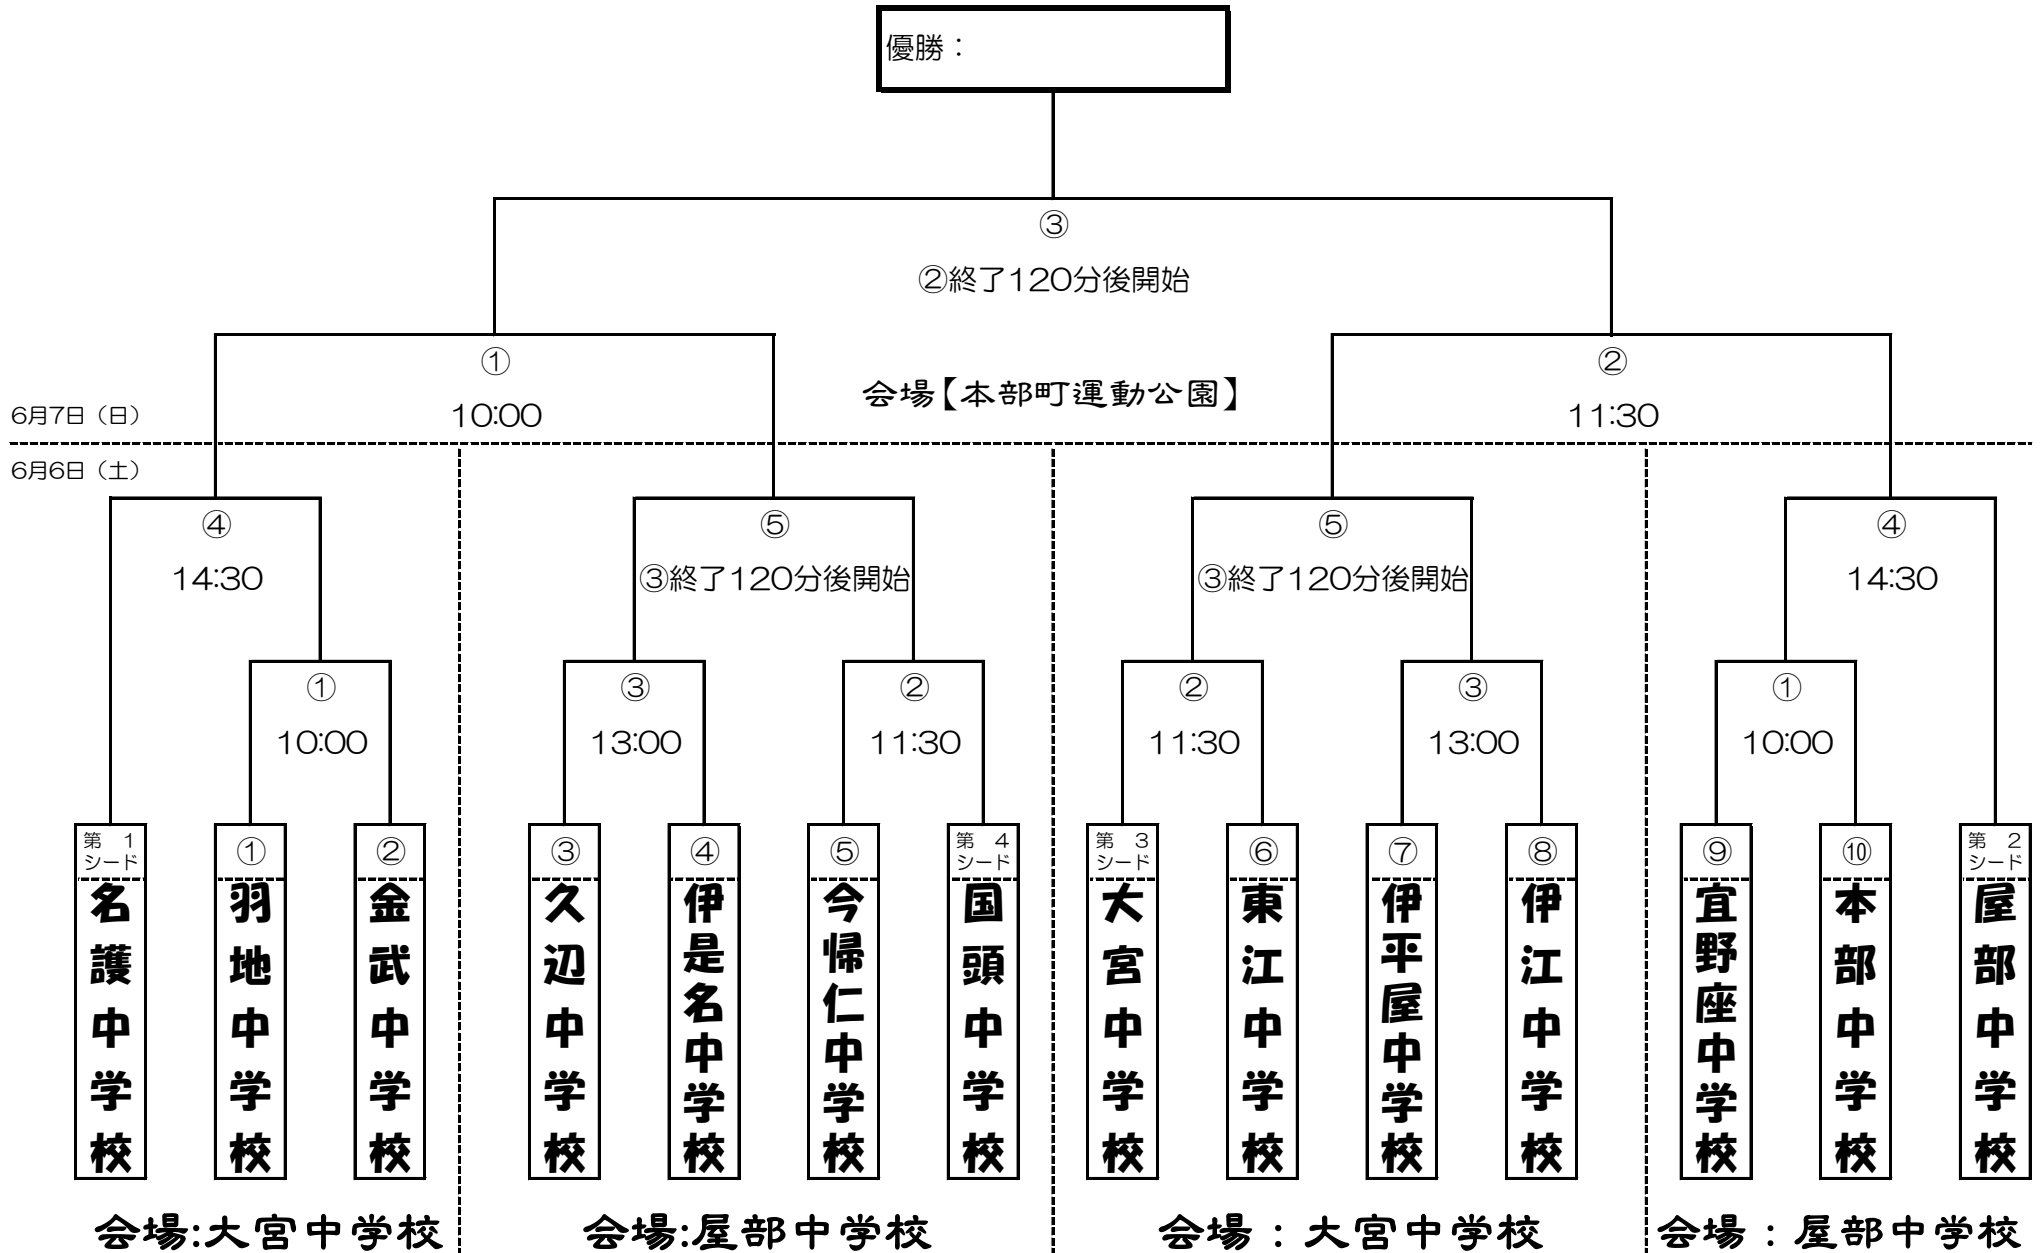 優勝：
③
②終了120分後開始
①
②
会場【本部町運動公園】
6月7日（日）
10:00
11:30
6月6日（土）
④
⑤
⑤
④
14:30
③終了120分後開始
③終了120分後開始
14:30
①
③
②
②
③
①
10:00
13:00
11:30
11:30
13:00
10:00
第　1
シード
名護中学校
①
羽地中学校
②
金武中学校
③
久辺中学校
④
伊是名中学校
⑤
今帰仁中学校
第　4
シード
国頭中学校
第　3
シード
大宮中学校
⑥
東江中学校
⑦
伊平屋中学校
⑧
伊江中学校
⑨
宜野座中学校
⑩
本部中学校
第　2
シード
屋部中学校
会場:大宮中学校
会場:屋部中学校
会場：大宮中学校
会場：屋部中学校